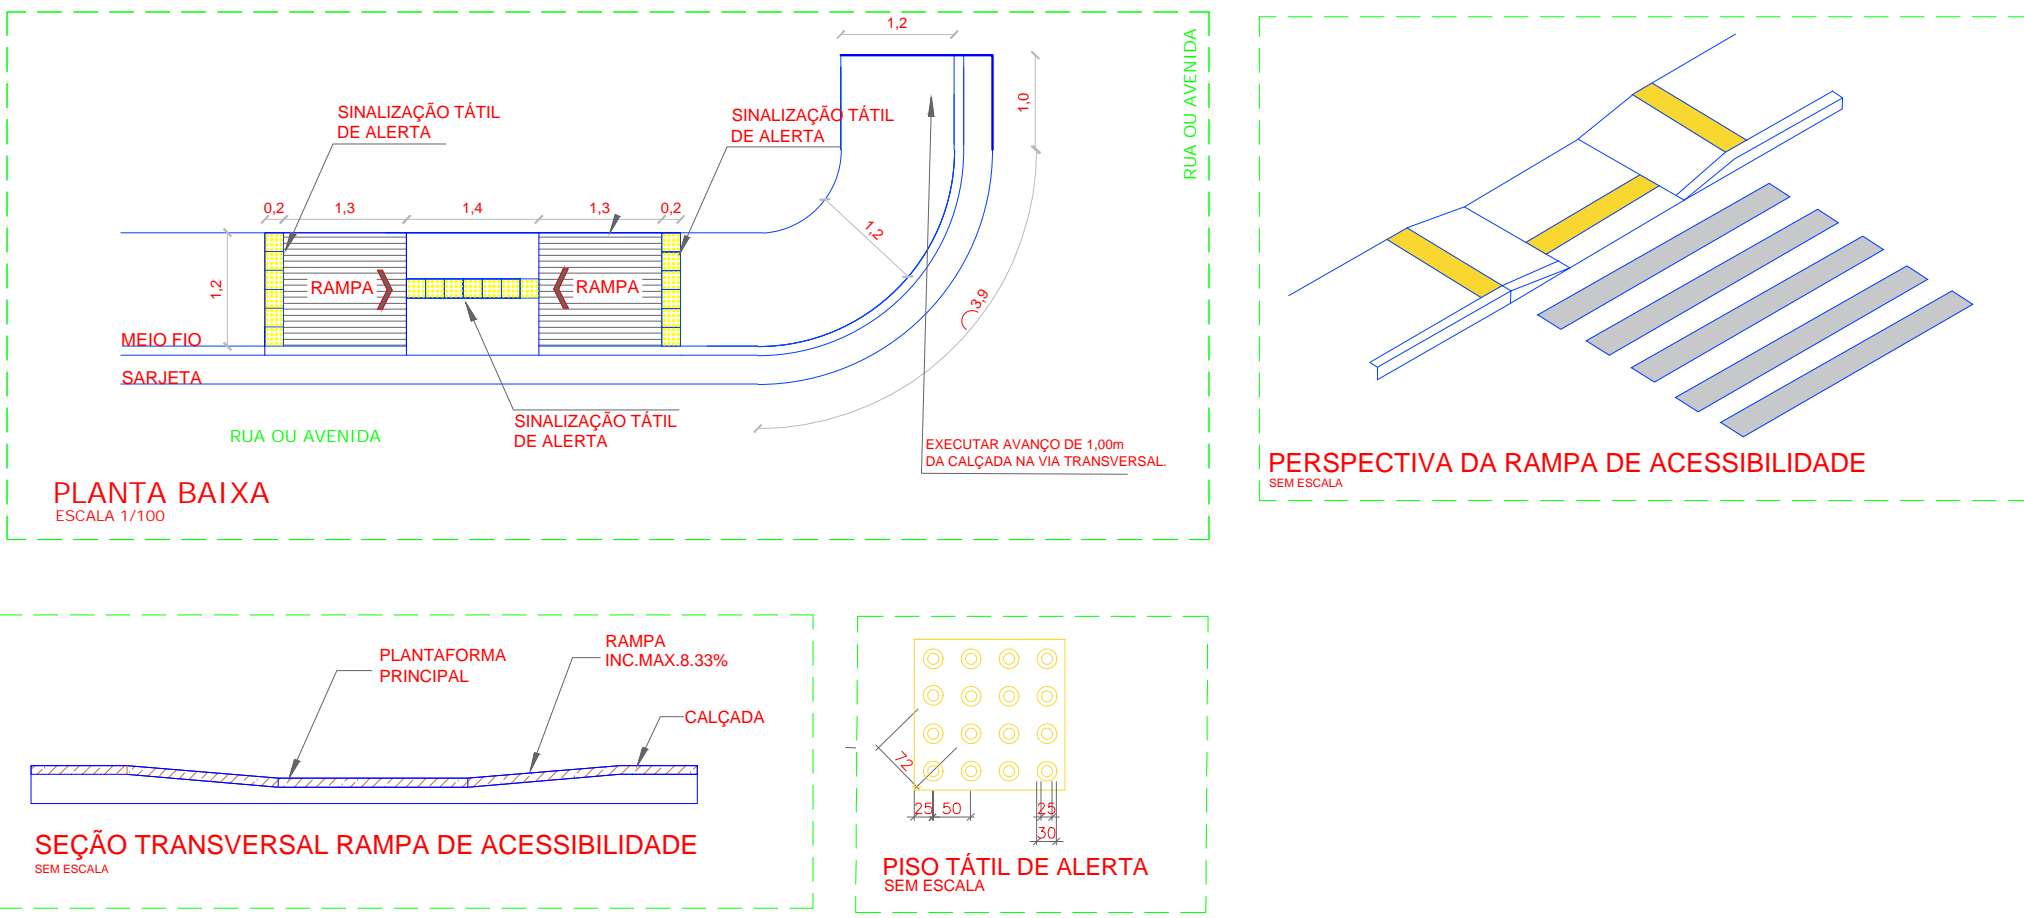 1,2
RUA OU AVENIDA
1,0
SINALIZAÇÃO TÁTIL
DE ALERTA
SINALIZAÇÃO TÁTIL
DE ALERTA
0,2
1,3
1,4
1,3
0,2
1,2
1,2
RAMPA
RAMPA
3,9
MEIO FIO
SARJETA
SINALIZAÇÃO TÁTIL
DE ALERTA
RUA OU AVENIDA
EXECUTAR AVANÇO DE 1,00m
DA CALÇADA NA VIA TRANSVERSAL.
PLANTA BAIXA
ESCALA 1/100
PERSPECTIVA DA RAMPA DE ACESSIBILIDADE
SEM ESCALA
PLANTAFORMA
PRINCIPAL
RAMPA
INC.MAX.8.33%
CALÇADA
SEÇÃO TRANSVERSAL RAMPA DE ACESSIBILIDADE
SEM ESCALA
72
25
50
25
30
PISO TÁTIL DE ALERTA
SEM ESCALA